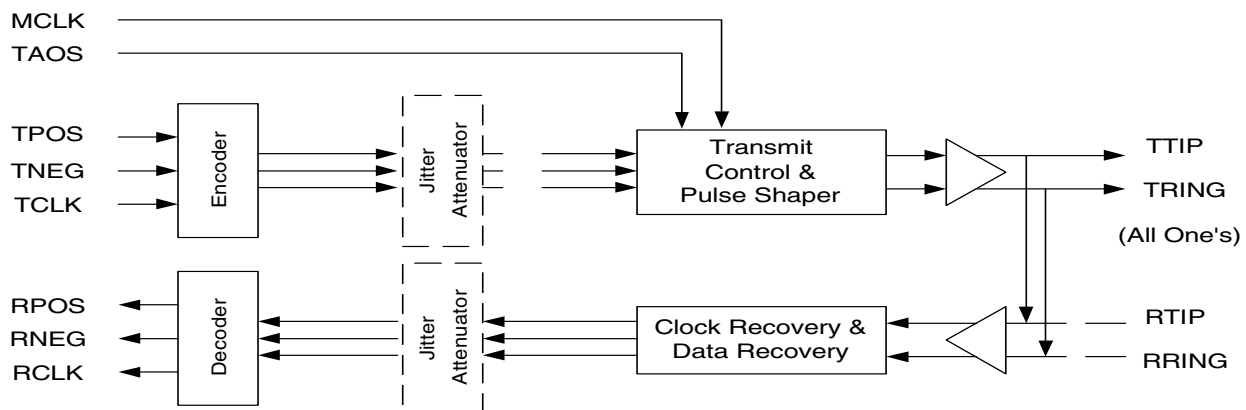 MCLK
TAOS
TPOS
TNEG
TCLK
Encoder
Jitter
Attenuator
Transmit
Control &
Pulse Shaper
TTIP
TRING
(All One's)
RPOS
RNEG
RCLK
Decoder
Jitter
Attenuator
Clock Recovery &
Data Recovery
RTIP
RRING